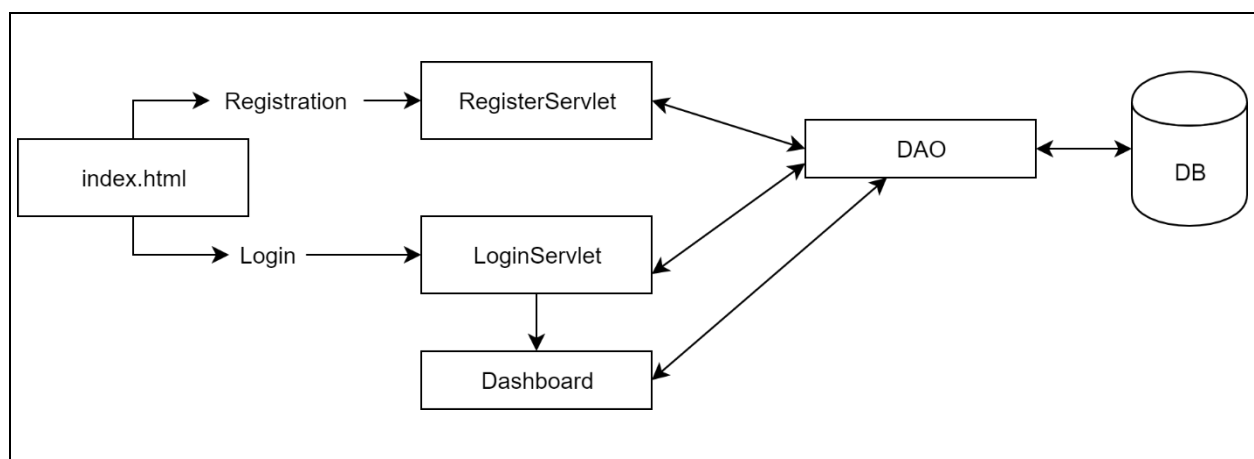 Registration
RegisterServlet
index.html
DAO
DB
Login
LoginServlet
Dashboard